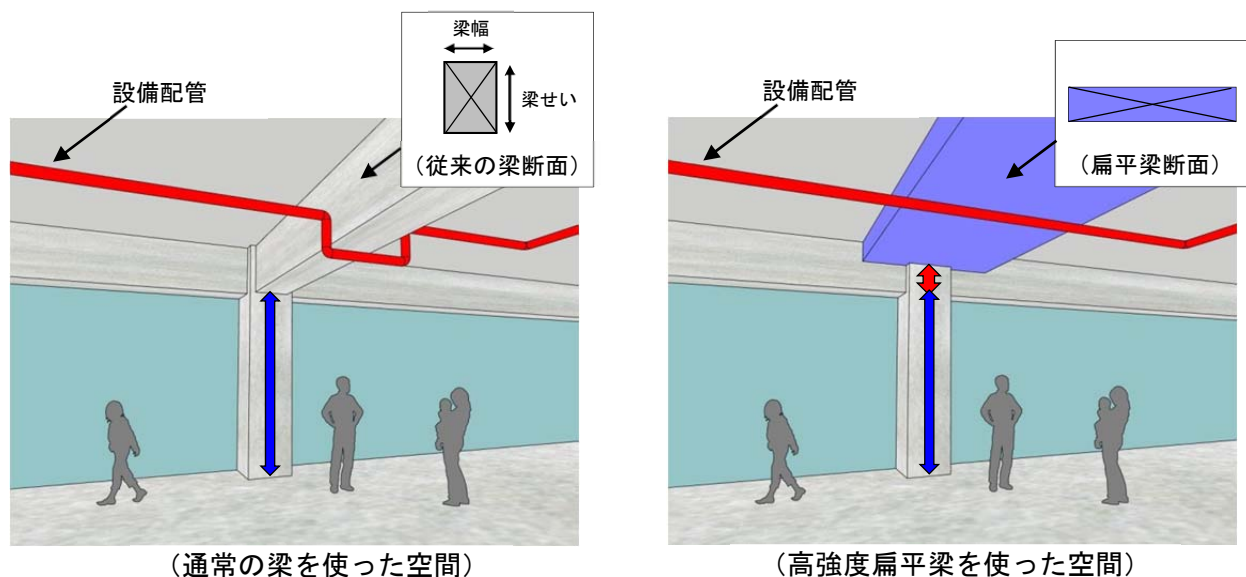 梁幅
梁せい
(従来の梁断面)
設備配管
(通常の梁を使った空間)
設備配管
(扁平梁断面)
(高強度扁平梁を使った空間)